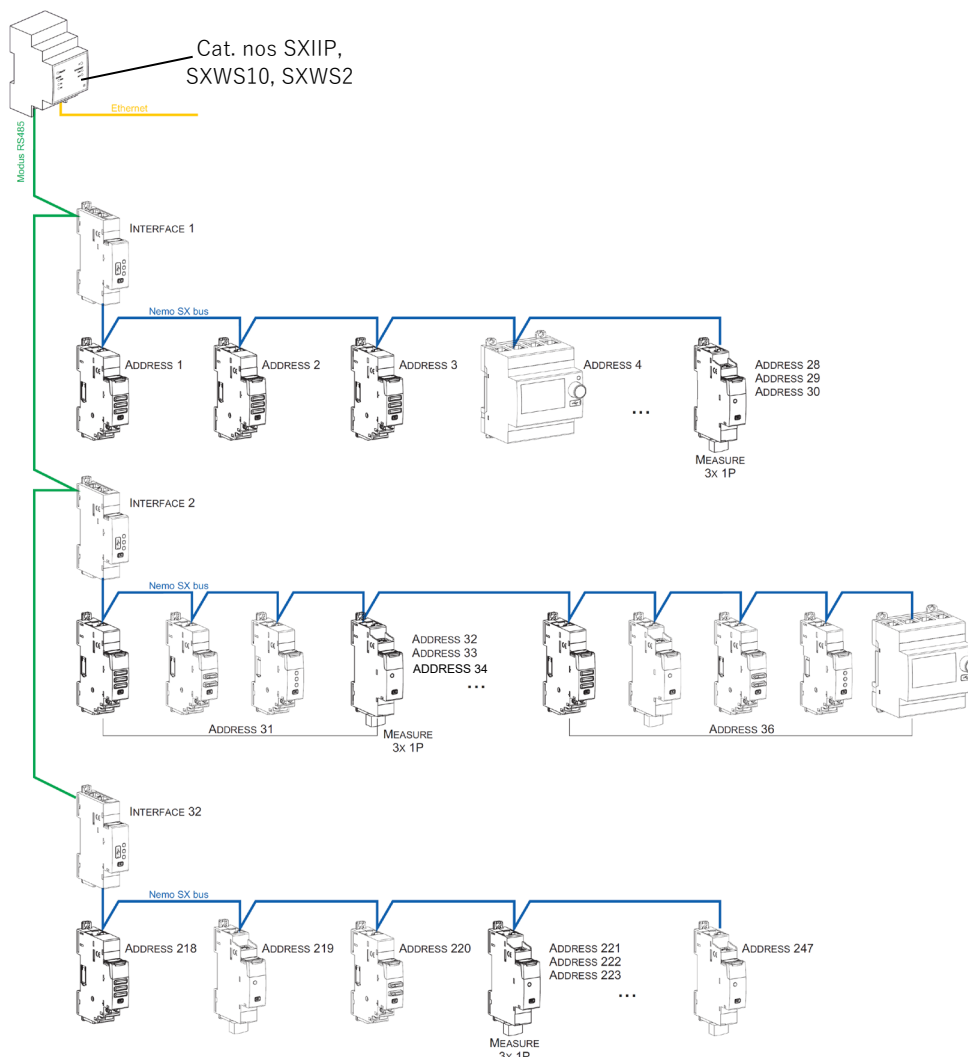 Cat. nos SXIIP,
SXWS10, SXWS2
Ethernet
Modus RS485
INTERFACE 1
Nemo SX bus
ADDRESS 1
ADDRESS 2
ADDRESS 3
ADDRESS 4
ADDRESS 28
ADDRESS 29
ADDRESS 30
...
MEASURE
3X 1P
INTERFACE 2
Nemo SX bus
ADDRESS 32
ADDRESS 33
ADDRESS 34
...
ADDRESS 31
MEASURE
3X 1P
ADDRESS 36
INTERFACE 32
Nemo SX bus
ADDRESS 218
ADDRESS 219
ADDRESS 220
ADDRESS 221
ADDRESS 222
ADDRESS 223
...
ADDRESS 247
MEASURE
3X 1P